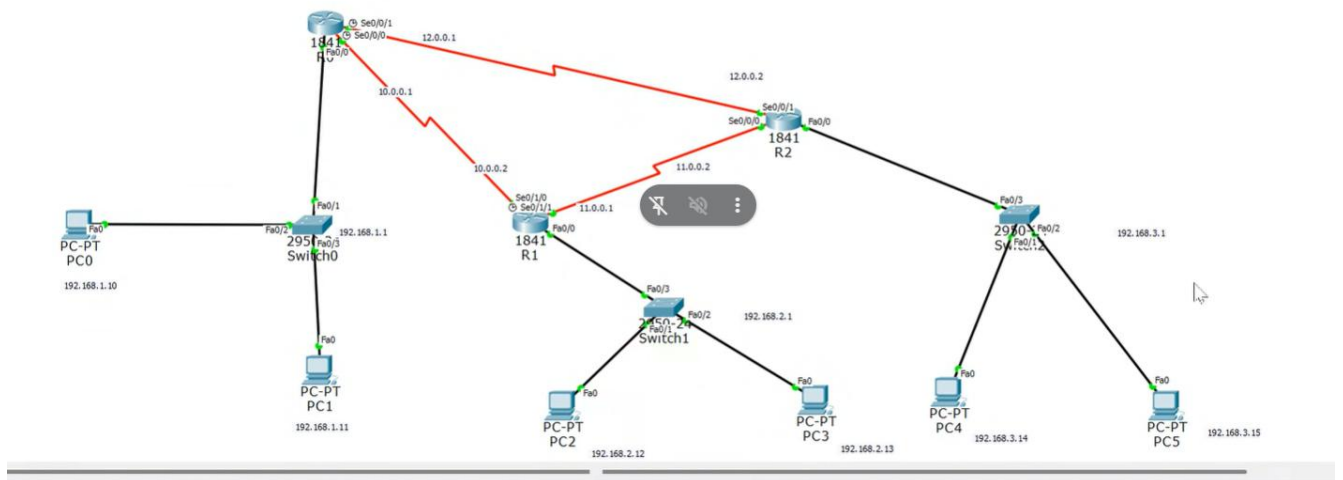 Se0/0/1
Se0/0/0
1841
R0
Fa0/0
12.0.0.1
10.0.0.1
12.0.0.2
Se0/0/1
Se0/0/0
Fa0/0
1841
R2
10.0.0.2
11.0.0.2
Se0/1/0
Se0/1/1
11.0.0.1
1841
R1
Fa0/0
Fa0/1
Fa0
PC-PT
PC0
192.168.1.10
Fa0/2
192.168.1.1
Fa0/3
Switch0
Fa0/3
Fa0/2
Fa0/1
Switch2
192.168.3.1
Fa0
PC-PT
PC1
192.168.1.11
Fa0/3
2950-24
Fa0/2
Fa0/1
Switch1
192.168.2.1
Fa0
PC-PT
PC2
192.168.2.12
Fa0
PC-PT
PC3
192.168.2.13
Fa0
PC-PT
PC4
192.168.3.14
Fa0
PC-PT
PC5
192.168.3.15